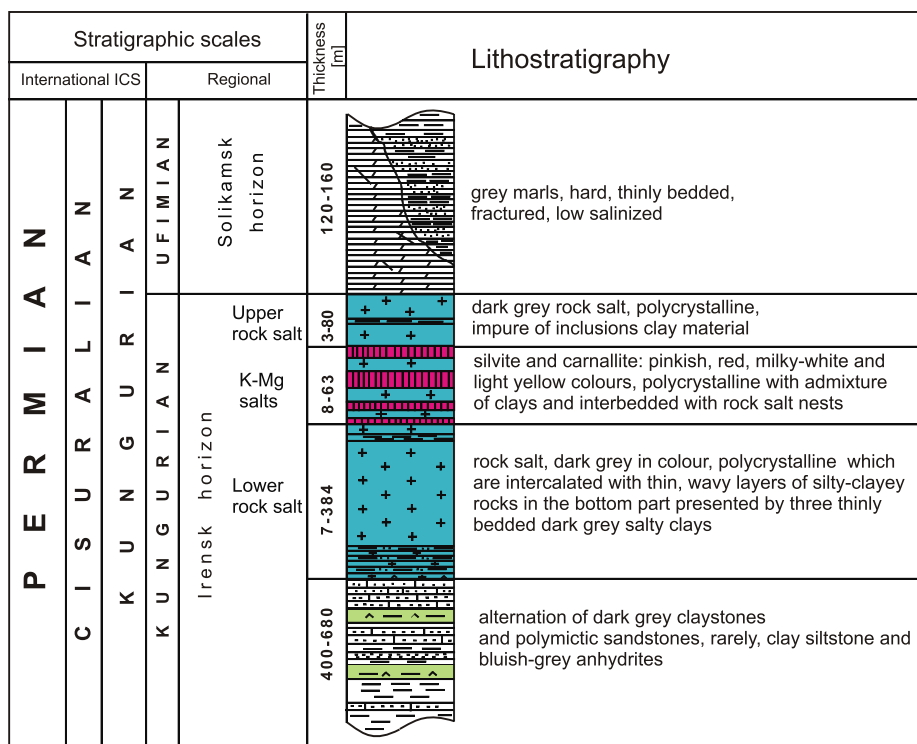 Stratigraphic scales
Thickness
[m]
Lithostratigraphy
International ICS
Regional
PERMIAN
CISURALIAN
KUNGURIAN
UFIMIAN
Solikamsk
horizon
120-160
grey marls, hard, thinly bedded,
fractured, low salinized
KUNGURIAN
Irensk horizon
Upper
rock salt
3-80
dark grey rock salt, polycrystalline,
impure of inclusions clay material
K-Mg
salts
8-63
silvite and carnallite: pinkish, red, milky-white and
light yellow colours, polycrystalline with admixture
of clays and interbedded with rock salt nests
Lower
rock salt
7-384
rock salt, dark grey in colour, polycrystalline which
are intercalated with thin, wavy layers of silty-clayey
rocks in the bottom part presented by three thinly
bedded dark grey salty clays
400-680
alternation of dark grey claystones
and polymictic sandstones, rarely, clay siltstone and
bluish-grey anhydrites